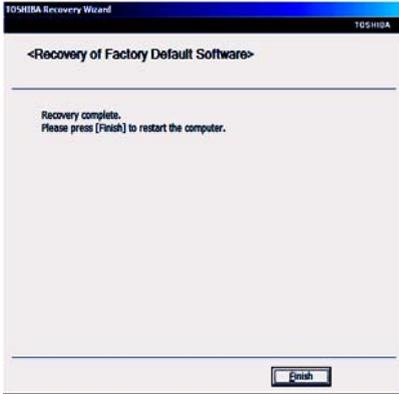 TOSHIBA Recovery Wizard
TOSHIBA
<Recovery of Factory Default Software>
Recovery complete.
Please press [Finish] to restart the computer.
Finish